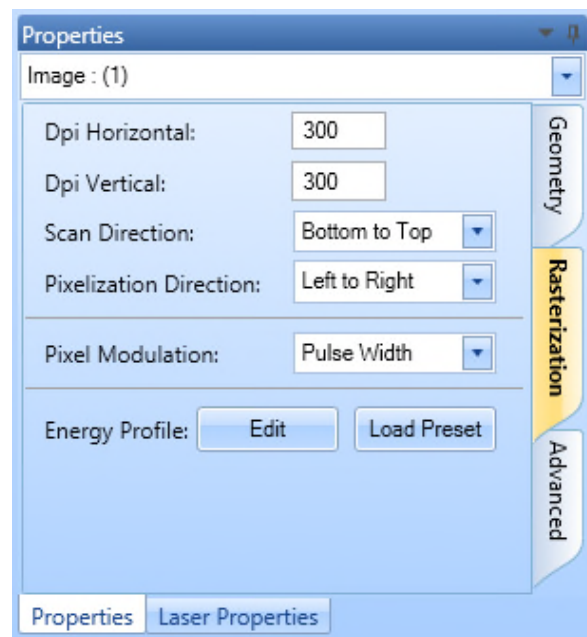 Properties
Image : (1)
Dpi Horizontal: 300
Dpi Vertical: 300
Scan Direction: Bottom to Top
Pixelization Direction: Left to Right
Pixel Modulation: Pulse Width
Energy Profile: Edit Load Preset
Geometry
Rasterization
Advanced
Properties Laser Properties